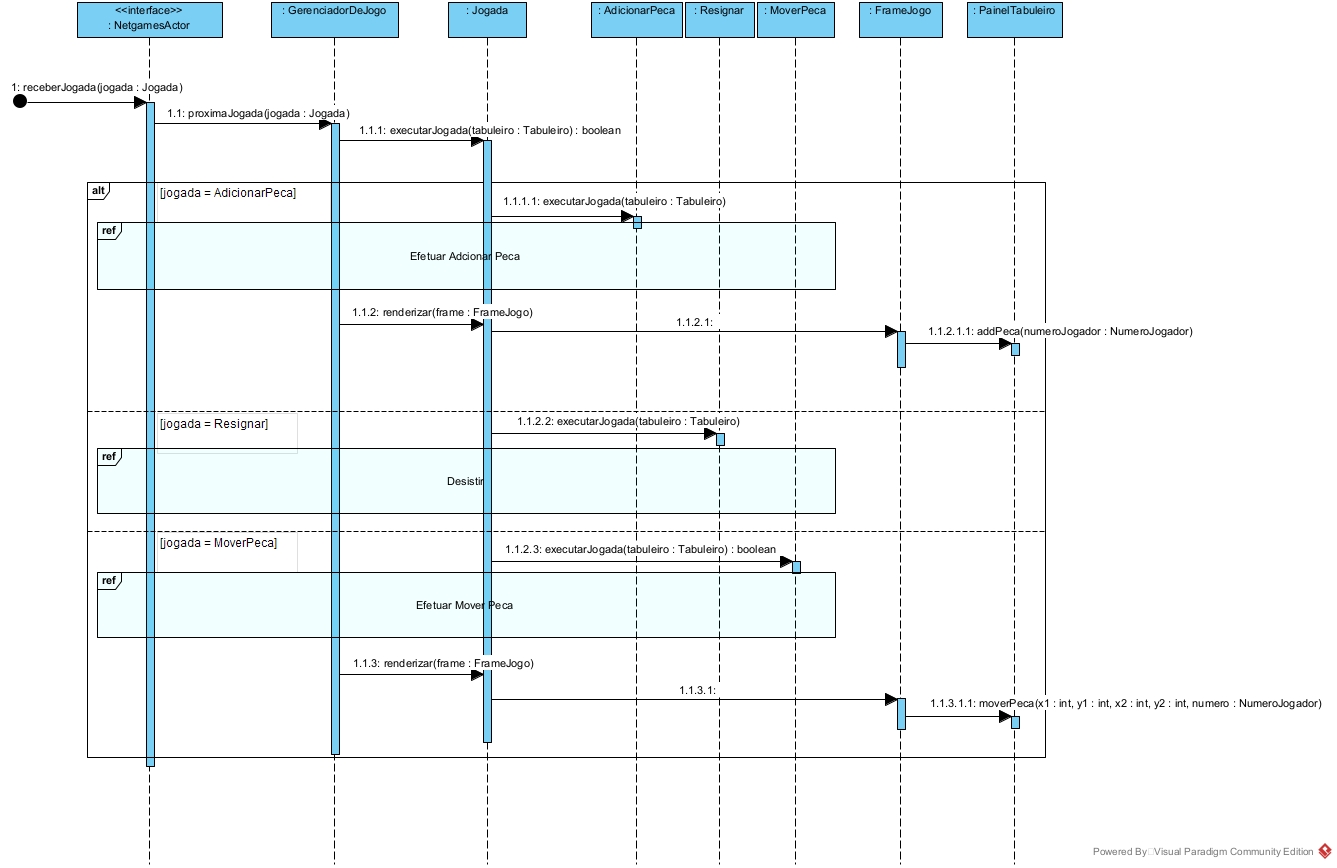 <<interface>>
: NetgamesActor
: GerenciadorDeJogo
: Jogada
: AdicionarPeca
: Resignar
: MoverPeca
: FrameJogo
: PainelTabuleiro
1: receberJogada(jogada : Jogada)
1.1: proximaJogada(jogada : Jogada)
1.1.1: executarJogada(tabuleiro : Tabuleiro) : boolean
alt
[jogada = AdicionarPeca]
1.1.1.1: executarJogada(tabuleiro : Tabuleiro)
ref
Efetuar Adcionar Peca
1.1.2: renderizar(frame : FrameJogo)
1.1.2.1:
1.1.2.1.1: addPeca(numeroJogador : NumeroJogador)
[jogada = Resignar]
1.1.2.2: executarJogada(tabuleiro : Tabuleiro)
ref
Desistir
[jogada = MoverPeca]
1.1.2.3: executarJogada(tabuleiro : Tabuleiro) : boolean
ref
Efetuar Mover Peca
1.1.3: renderizar(frame : FrameJogo)
1.1.3.1:
1.1.3.1.1: moverPeca(x1 : int, y1 : int, x2 : int, y2 : int, numero : NumeroJogador)
Powered By Visual Paradigm Community Edition